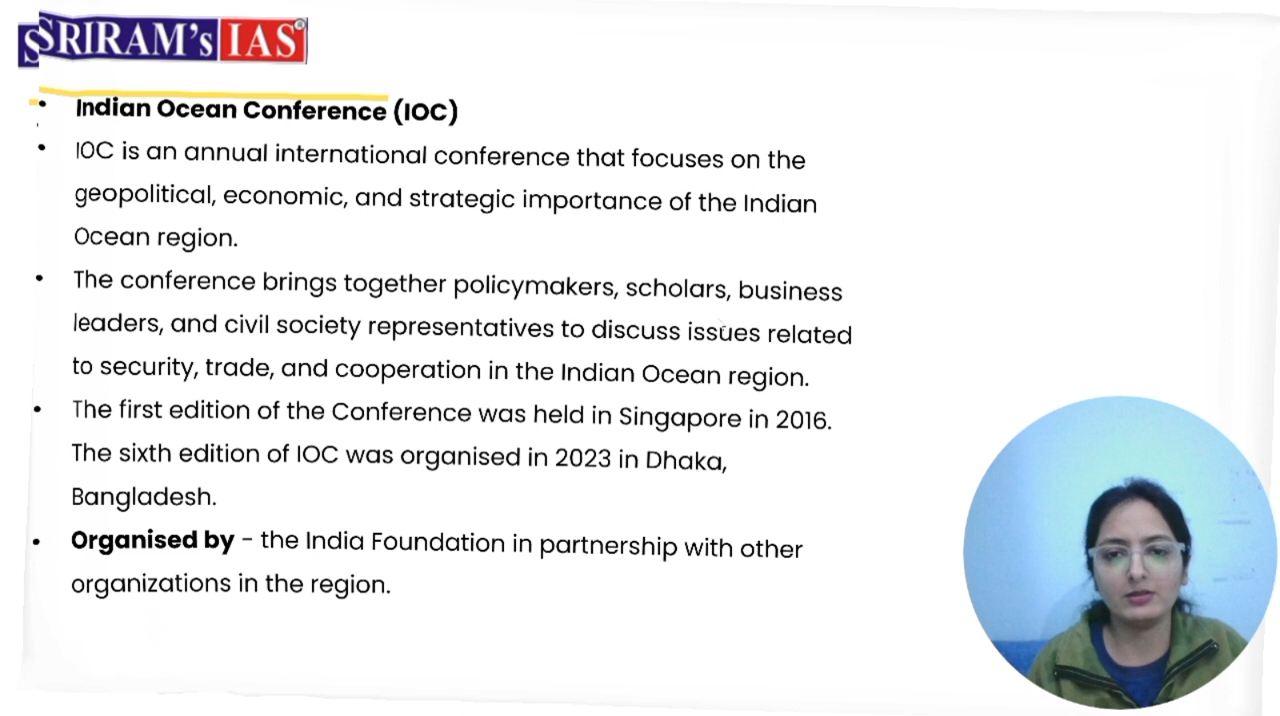 SRIRAM's IAS
• Indian Ocean Conference (IOC)
• IOC is an annual international conference that focuses on the
geopolitical, economic, and strategic importance of the Indian
Ocean region.
• The conference brings together policymakers, scholars, business
leaders, and civil society representatives to discuss issues related
to security, trade, and cooperation in the Indian Ocean region.
• The first edition of the Conference was held in Singapore in 2016.
The sixth edition of IOC was organised in 2023 in Dhaka,
Bangladesh.
• Organised by - the India Foundation in partnership with other
organizations in the region.